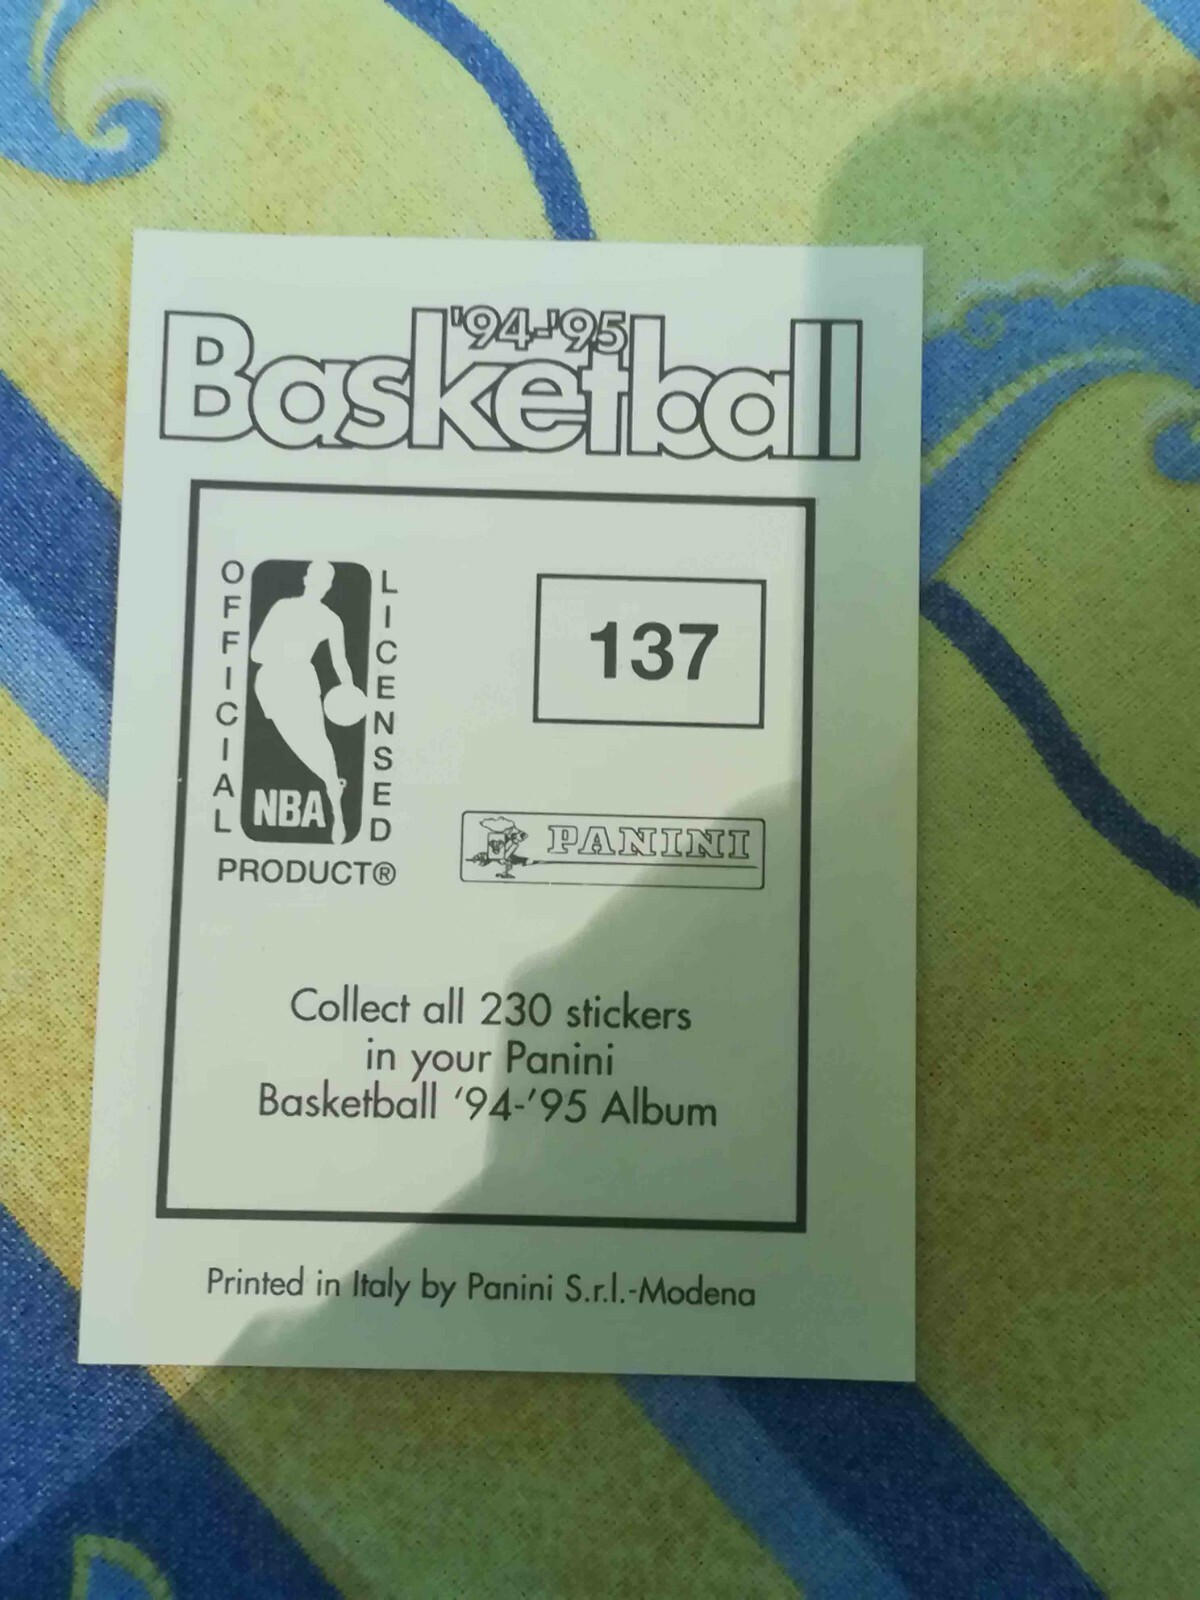 '94-'95
Basketball
OFFICIAL
LICENSED
NBA
PRODUCT®
137
PANINI
Collect all 230 stickers
in your Panini
Basketball '94-'95 Album
Printed in Italy by Panini S.r.l.-Modena